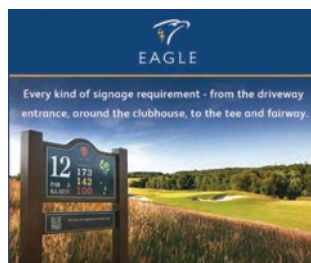 EAGLE
Every kind of signage requirement - from the driveway
entrance, around the clubhouse, to the tee and fairway.
12
173
142
100
PAR